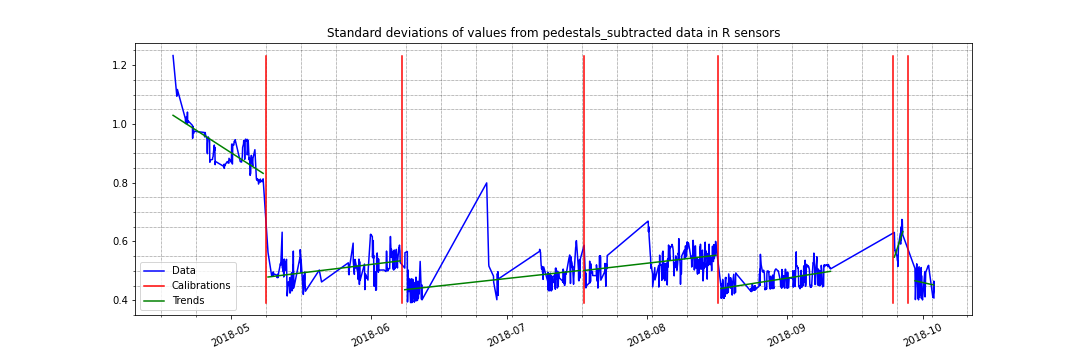 Standard deviations of values from pedestals_subtracted data in R sensors
1.2
1.0
0.8
0.6
0.4
Data
Calibrations
Trends
2018-05
2018-06
2018-07
2018-08
2018-09
2018-10